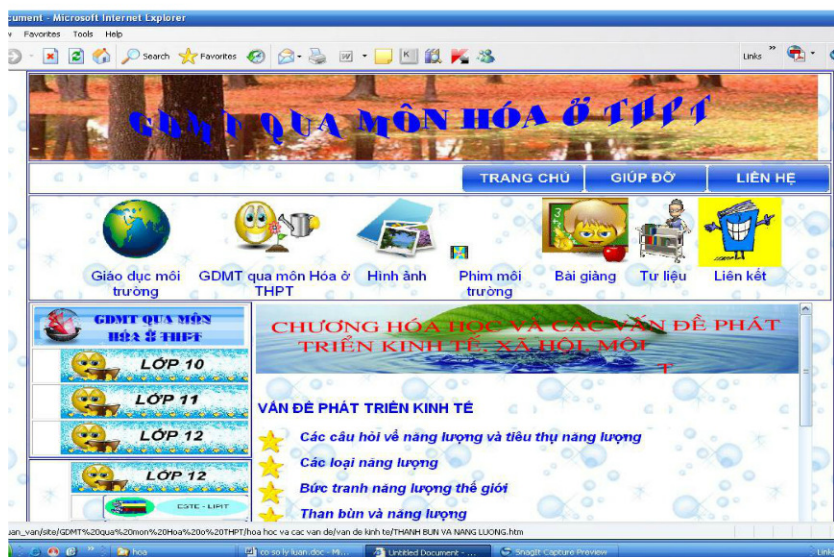 cument - Microsoft Internet Explorer
Favorites Tools Help
Search Favorites Links
GDMT QUA MÔN HÓA Ở THPT
TRANG CHỦ GIÚP ĐỠ LIÊN HỆ
Giáo dục môi trường
GDMT qua môn Hóa ở THPT
Hình ảnh
Phim môi trường
Bài giảng
Tư liệu
Liên kết
GDMT QUA MÔN
HÓA Ở THPT
LỚP 10
LỚP 11
LỚP 12
LỚP 12
ESTE - LIPIT
CHƯƠNG HÓA HỌC VÀ CÁC VẤN ĐỀ PHÁT
TRIỂN KINH TẾ, XÃ HỘI, MÔI
T
VẤN ĐỀ PHÁT TRIỂN KINH TẾ
Các câu hỏi về năng lượng và tiêu thụ năng lượng
Các loại năng lượng
Bức tranh năng lượng thế giới
Than bùn và năng lượng
uan_van/site/GDMT%20qua%20mon%20Hoa%20o%20THPT/hoa hoc va cac van de/van de kinh te/THANH BUN VA NANG LUONG.htm
hoa co so ly luan.doc - Mi... Untitled Document - ... SnagIt Capture Preview